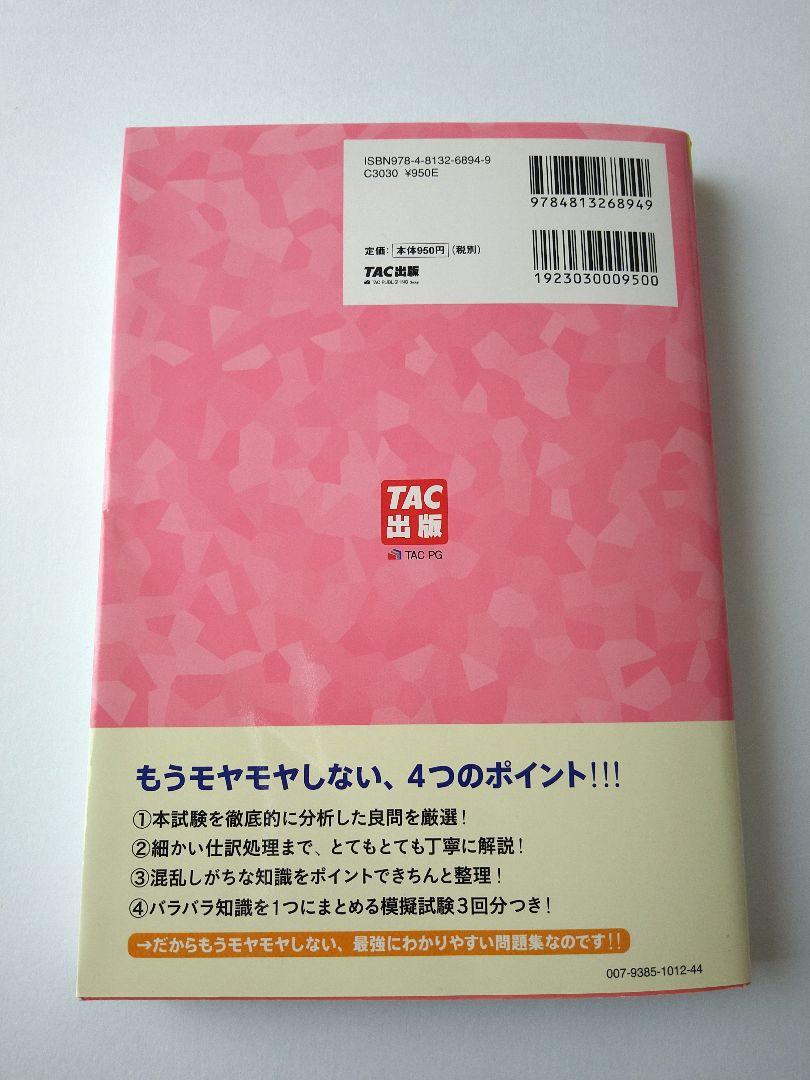 ISBN978-4-8132-6894-9
C3030 ¥950E
9784813268949
定価: 本体950円 (税別)
TAC出版
TAC PUBLISHING Group
1923030009500
TAC
出版
TAC PG
もうモヤモヤしない、4つのポイント!!!
①本試験を徹底的に分析した良問を厳選!
②細かい仕訳処理まで、とてもとても丁寧に解説!
③混乱しがちな知識をポイントできちんと整理!
④バラバラ知識を1つにまとめる模擬試験3回分つき!
→だからもうモヤモヤしない、最強にわかりやすい問題集なのです!!
007-9385-1012-44